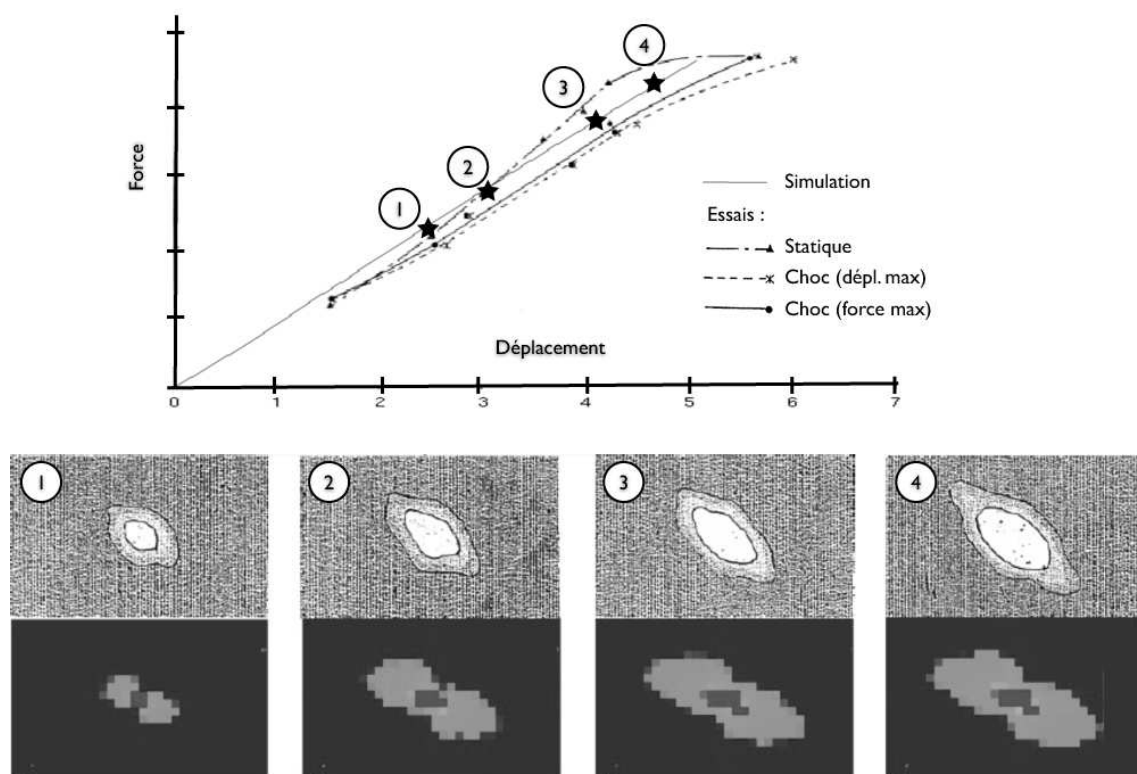 4
3
2
1
Force
Simulation
Essais :
Statique
Choc (dépl. max)
Choc (force max)
Déplacement
0 1 2 3 4 5 6 7
1 2 3 4